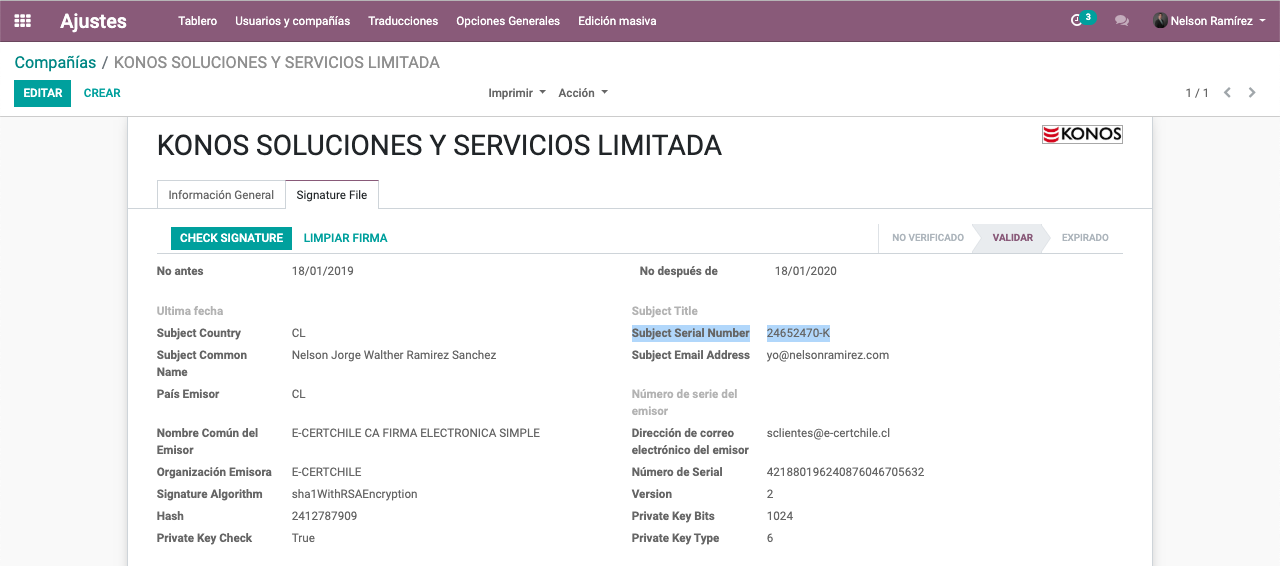 Ajustes Tablero Usuarios y compañías Traducciones Opciones Generales Edición masiva 3 Nelson Ramírez
Compañías / KONOS SOLUCIONES Y SERVICIOS LIMITADA
EDITAR CREAR Imprimir Acción 1 / 1
KONOS SOLUCIONES Y SERVICIOS LIMITADA KONOS
Información General Signature File
CHECK SIGNATURE LIMPIAR FIRMA NO VERIFICADO VALIDAR EXPIRADO
No antes 18/01/2019 No después de 18/01/2020
Ultima fecha Subject Title
Subject Country CL Subject Serial Number 24652470-K
Subject Common Nelson Jorge Walther Ramirez Sanchez Subject Email Address yo@nelsonramirez.com
Name
País Emisor CL Número de serie del
emisor
Nombre Común del E-CERTCHILE CA FIRMA ELECTRONICA SIMPLE Dirección de correo sclientes@e-certchile.cl
Emisor electrónico del emisor
Organización Emisora E-CERTCHILE Número de Serial 421880196240876046705632
Signature Algorithm sha1WithRSAEncryption Version 2
Hash 2412787909 Private Key Bits 1024
Private Key Check True Private Key Type 6